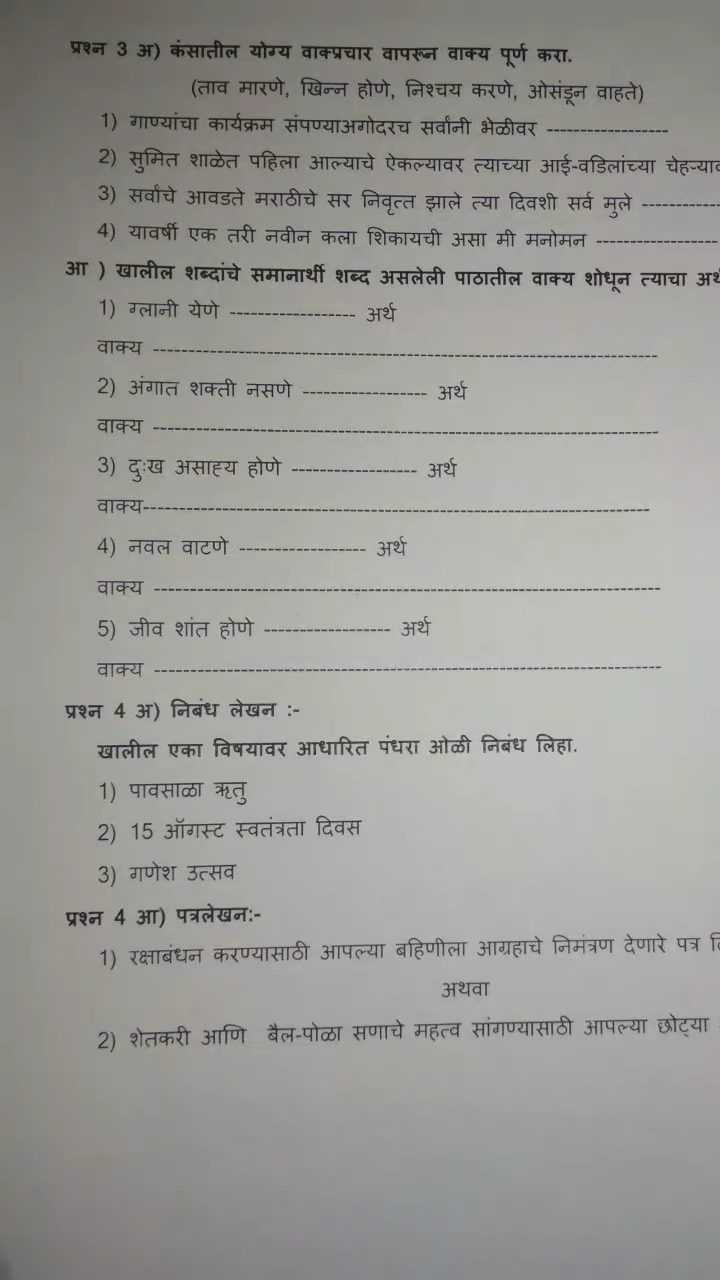 प्रश्न 3 अ) कंसातील योग्य वाक्प्रचार वापरून वाक्य पूर्ण करा.
(ताव मारणे, खिन्न होणे, निश्चय करणे, ओसंडून वाहते)
1) गाण्यांचा कार्यक्रम संपण्याअगोदरच सर्वांनी भेळीवर ------------------
2) सुमित शाळेत पहिला आल्याचे ऐकल्यावर त्याच्या आई-वडिलांच्या
3) सर्वांचे आवडते मराठीचे सर निवृत्त झाले त्या दिवशी सर्व मुले ------------
4) यावर्षी एक तरी नवीन कला शिकायची असा मी मनोमन ------------------
आ ) खालील शब्दांचे समानार्थी शब्द असलेली पाठातील वाक्य शोधून त्याचा
1) ग्लानी येणे ------------------ अर्थ
वाक्य ------------------------------------------------------------------------
2) अंगात शक्ती नसणे ------------------ अर्थ
वाक्य ------------------------------------------------------------------------
3) दुःख असाह्य होणे ------------------ अर्थ
वाक्य------------------------------------------------------------------------
4) नवल वाटणे ------------------ अर्थ
वाक्य ------------------------------------------------------------------------
5) जीव शांत होणे ------------------ अर्थ
वाक्य ------------------------------------------------------------------------
प्रश्न 4 अ) निबंध लेखन :-
खालील एका विषयावर आधारित पंधरा ओळी निबंध लिहा.
1) पावसाळा ऋतु
2) 15 ऑगस्ट स्वतंत्रता दिवस
3) गणेश उत्सव
प्रश्न 4 आ) पत्रलेखन:-
1) रक्षाबंधन करण्यासाठी आपल्या बहिणीला आग्रहाचे निमंत्रण देणारे पत्र
अथवा
2) शेतकरी आणि बैल-पोळा सणाचे महत्व सांगण्यासाठी आपल्या छोट्या